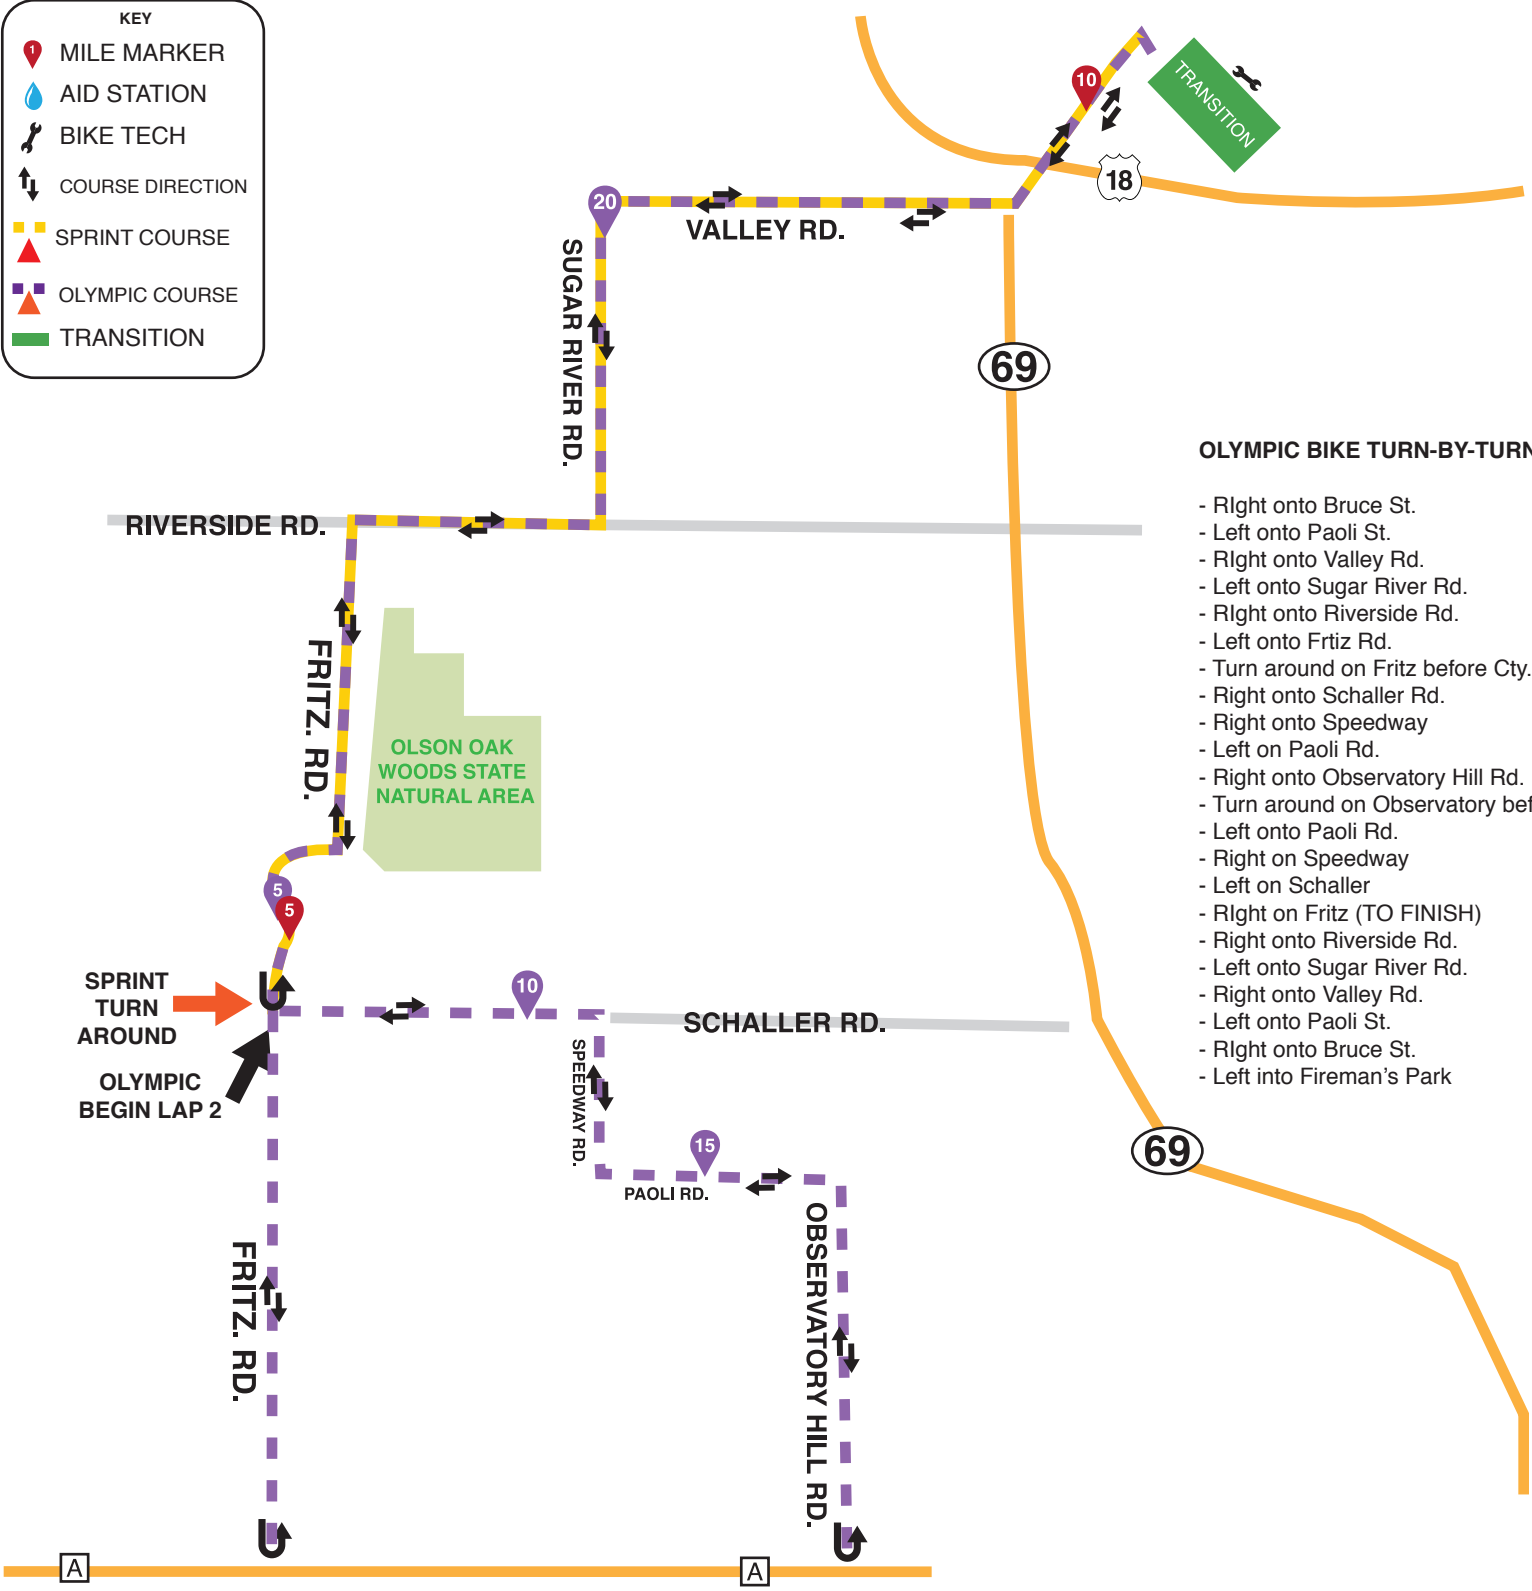 KEY
1
MILE MARKER
AID STATION
BIKE TECH
COURSE DIRECTION
SPRINT COURSE
OLYMPIC COURSE
TRANSITION
10
TRANSITION
18
20
VALLEY RD.
SUGAR RIVER RD.
69
RIVERSIDE RD.
FRITZ. RD.
OLSON OAK
WOODS STATE
NATURAL AREA
5
5
SPRINT
TURN
AROUND
10
SCHALLER RD.
OLYMPIC
BEGIN LAP 2
SPEEDWAY RD.
15
PAOLI RD.
69
FRITZ. RD.
OBSERVATORY HILL RD.
A
A
OLYMPIC BIKE TURN-BY-TURN
- RIght onto Bruce St.
- Left onto Paoli St.
- RIght onto Valley Rd.
- Left onto Sugar River Rd.
- RIght onto Riverside Rd.
- Left onto Frtiz Rd.
- Turn around on Fritz before Cty.
- Right onto Schaller Rd.
- Right onto Speedway
- Left on Paoli Rd.
- Right onto Observatory Hill Rd.
- Turn around on Observatory bef
- Left onto Paoli Rd.
- Right on Speedway
- Left on Schaller
- RIght on Fritz (TO FINISH)
- Right onto Riverside Rd.
- Left onto Sugar River Rd.
- Right onto Valley Rd.
- Left onto Paoli St.
- RIght onto Bruce St.
- Left into Fireman's Park